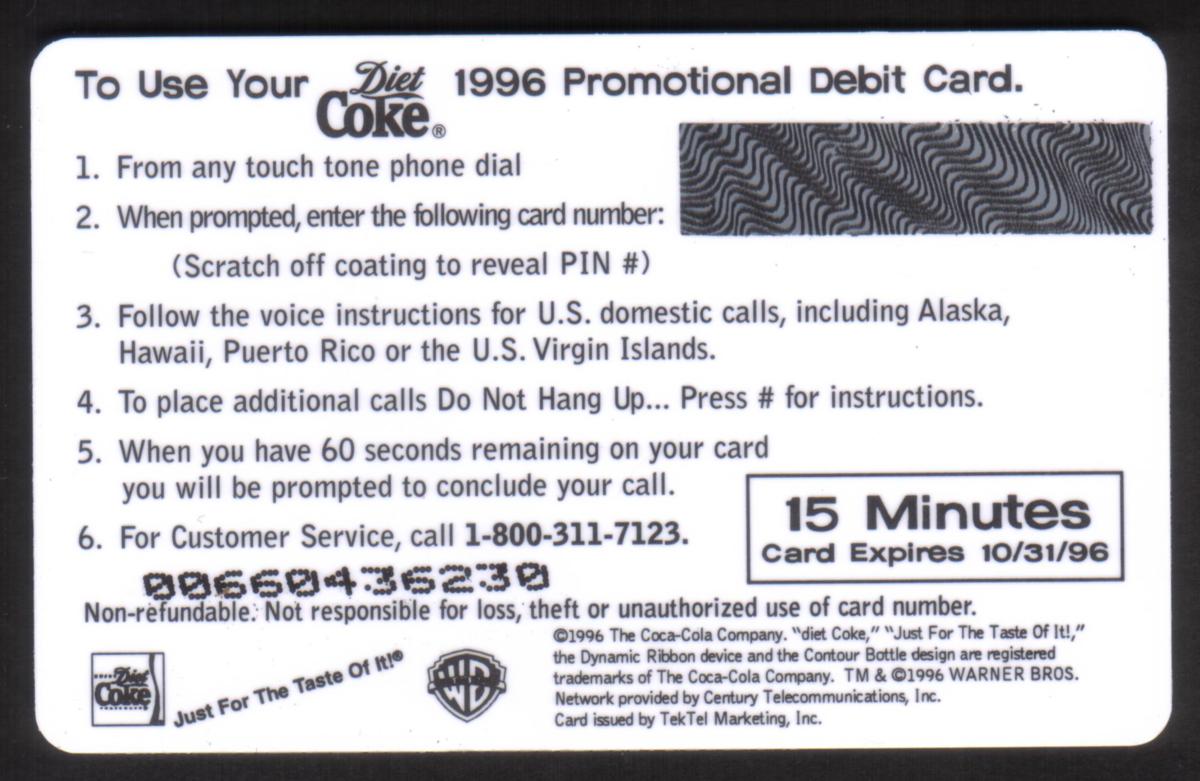 To Use Your Diet Coke® 1996 Promotional Debit Card.
1. From any touch tone phone dial
2. When prompted, enter the following card number:
(Scratch off coating to reveal PIN #)
3. Follow the voice instructions for U.S. domestic calls, including Alaska,
Hawaii, Puerto Rico or the U.S. Virgin Islands.
4. To place additional calls Do Not Hang Up... Press # for instructions.
5. When you have 60 seconds remaining on your card
you will be prompted to conclude your call.
15 Minutes
Card Expires 10/31/96
6. For Customer Service, call 1-800-311-7123.
00660436230
Non-refundable. Not responsible for loss, theft or unauthorized use of card number.
Diet
Coke
Just For The Taste Of It!®
WB
©1996 The Coca-Cola Company. “diet Coke,” “Just For The Taste Of It!,”
the Dynamic Ribbon device and the Contour Bottle design are registered
trademarks of The Coca-Cola Company. TM & ©1996 WARNER BROS.
Network provided by Century Telecommunications, Inc.
Card issued by TekTel Marketing, Inc.